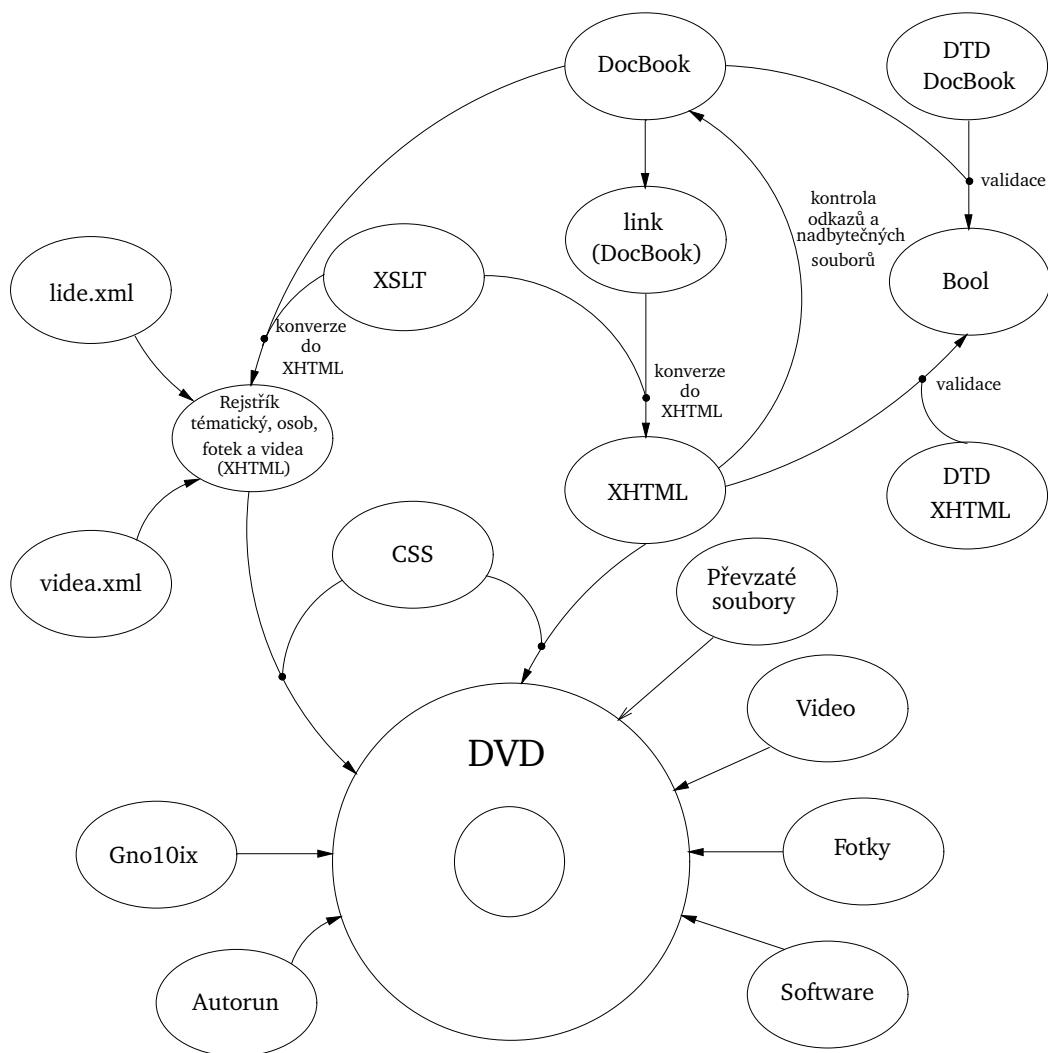 DocBook
DTD
DocBook
validace
kontrola
odkazů a
nadbytečných
souborů
link
(DocBook)
XSLT
lide.xml
Bool
konverze
do
XHTML
konverze
do
XHTML
validace
Rejstřík
tématický, osob,
fotek a videa
(XHTML)
XHTML
DTD
XHTML
CSS
videa.xml
Převzaté
soubory
Video
DVD
Gno10ix
Fotky
Autorun
Software